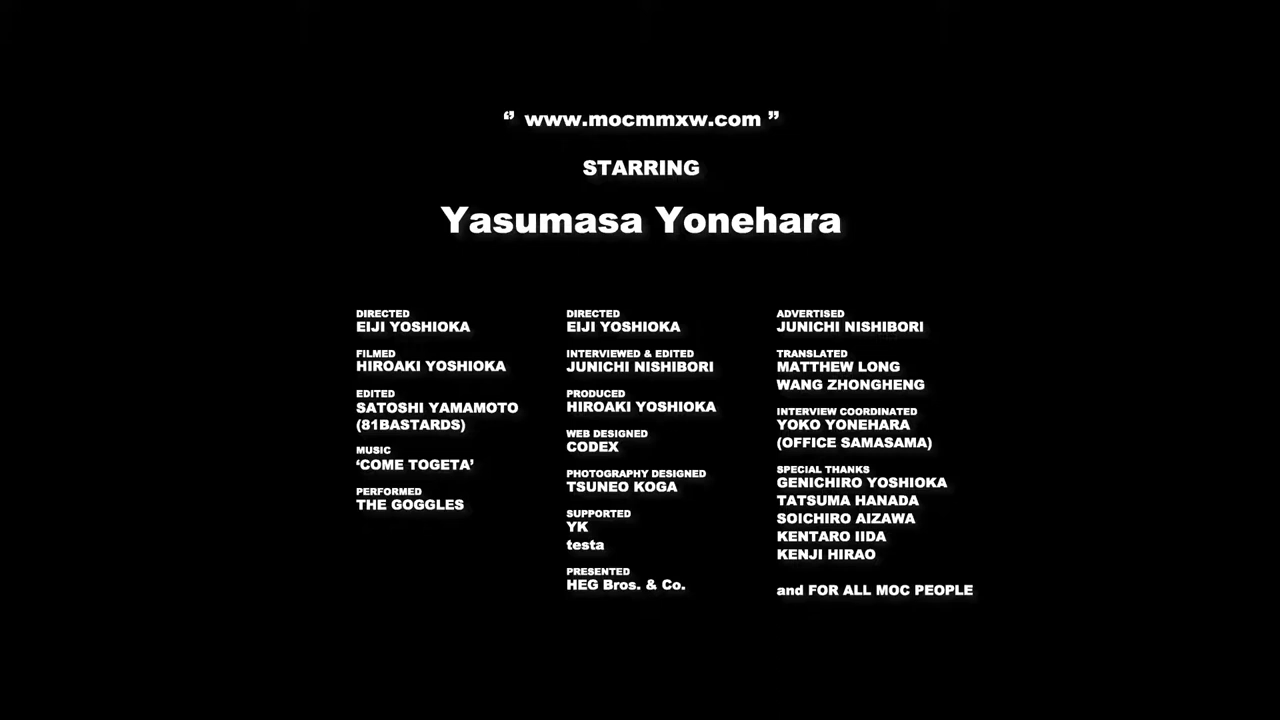 ‘’ www.mocmmxw.com ”
STARRING
Yasumasa Yonehara
DIRECTED
EIJI YOSHIOKA
FILMED
HIROAKI YOSHIOKA
EDITED
SATOSHI YAMAMOTO
(81BASTARDS)
MUSIC
‘COME TOGETA’
PERFORMED
THE GOGGLES
DIRECTED
EIJI YOSHIOKA
INTERVIEWED & EDITED
JUNICHI NISHIBORI
PRODUCED
HIROAKI YOSHIOKA
WEB DESIGNED
CODEX
PHOTOGRAPHY DESIGNED
TSUNEO KOGA
SUPPORTED
YK
testa
PRESENTED
HEG Bros. & Co.
ADVERTISED
JUNICHI NISHIBORI
TRANSLATED
MATTHEW LONG
WANG ZHONGHENG
INTERVIEW COORDINATED
YOKO YONEHARA
(OFFICE SAMASAMA)
SPECIAL THANKS
GENICHIRO YOSHIOKA
TATSUMA HANADA
SOICHIRO AIZAWA
KENTARO IIDA
KENJI HIRAO
and FOR ALL MOC PEOPLE